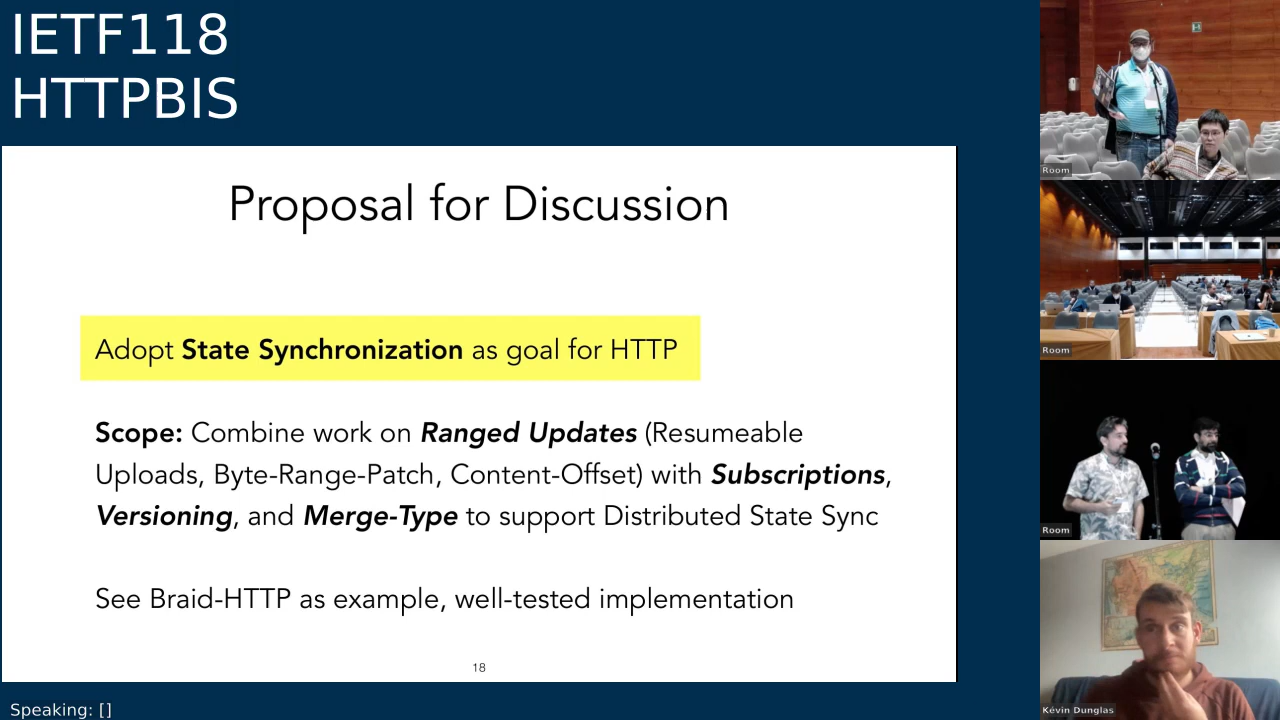 IETF118
HTTPBIS
Proposal for Discussion
Adopt State Synchronization as goal for HTTP
Scope: Combine work on Ranged Updates (Resumeable
Uploads, Byte-Range-Patch, Content-Offset) with Subscriptions,
Versioning, and Merge-Type to support Distributed State Sync
See Braid-HTTP as example, well-tested implementation
18
Speaking: []
Room
Room
Room
Kévin Dunglas